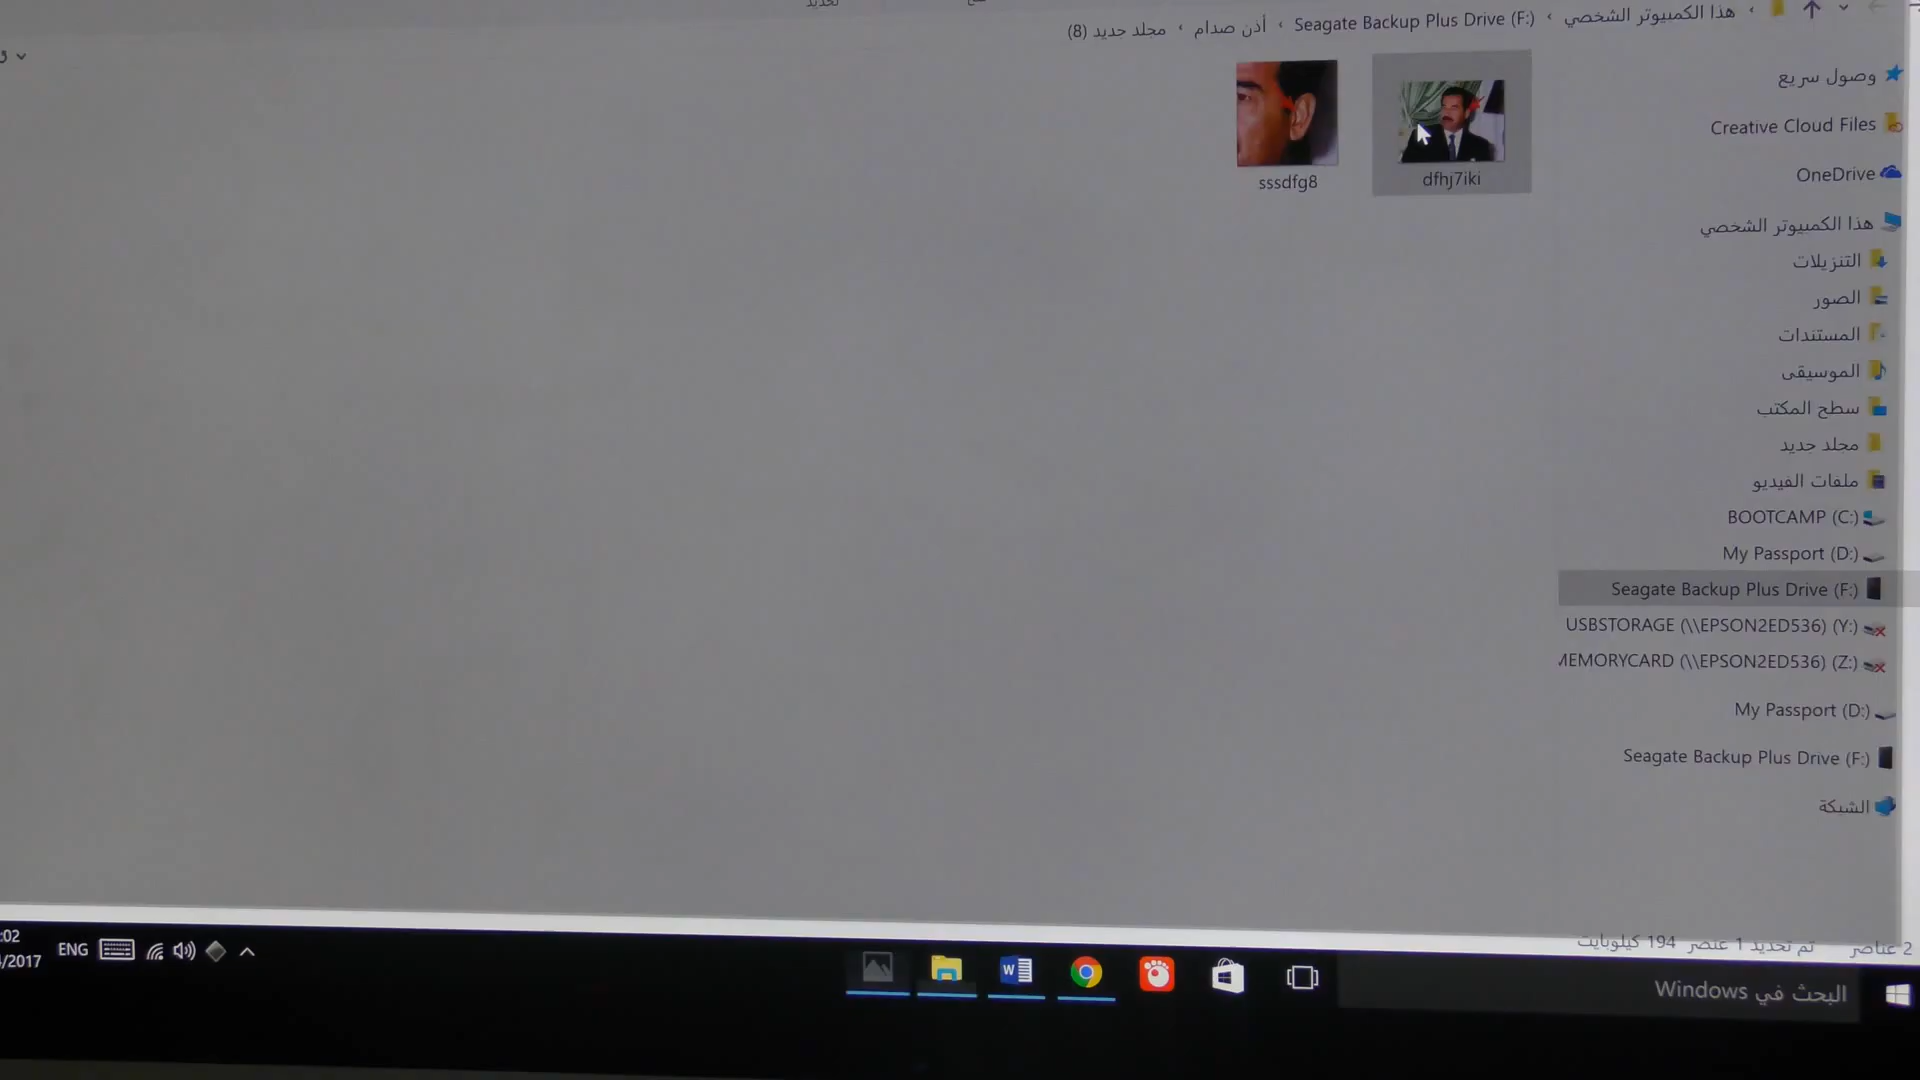 هذا الكمبيوتر الشخصي › Seagate Backup Plus Drive (F:) › أذن صدام › مجلد جديد (8)
dfhj7iki
sssdfg8
وصول سريع
Creative Cloud Files
OneDrive
هذا الكمبيوتر الشخصي
التنزيلات
الصور
المستندات
الموسيقى
سطح المكتب
مجلد جديد
ملفات الفيديو
BOOTCAMP (C:)
My Passport (D:)
Seagate Backup Plus Drive (F:)
USBSTORAGE (\\EPSON2ED536) (Y:)
MEMORYCARD (\\EPSON2ED536) (Z:)
My Passport (D:)
Seagate Backup Plus Drive (F:)
الشبكة
2 عناصر تم تحديد 1 عنصر 194 كيلوبايت
البحث في Windows
ENG
:02
/2017